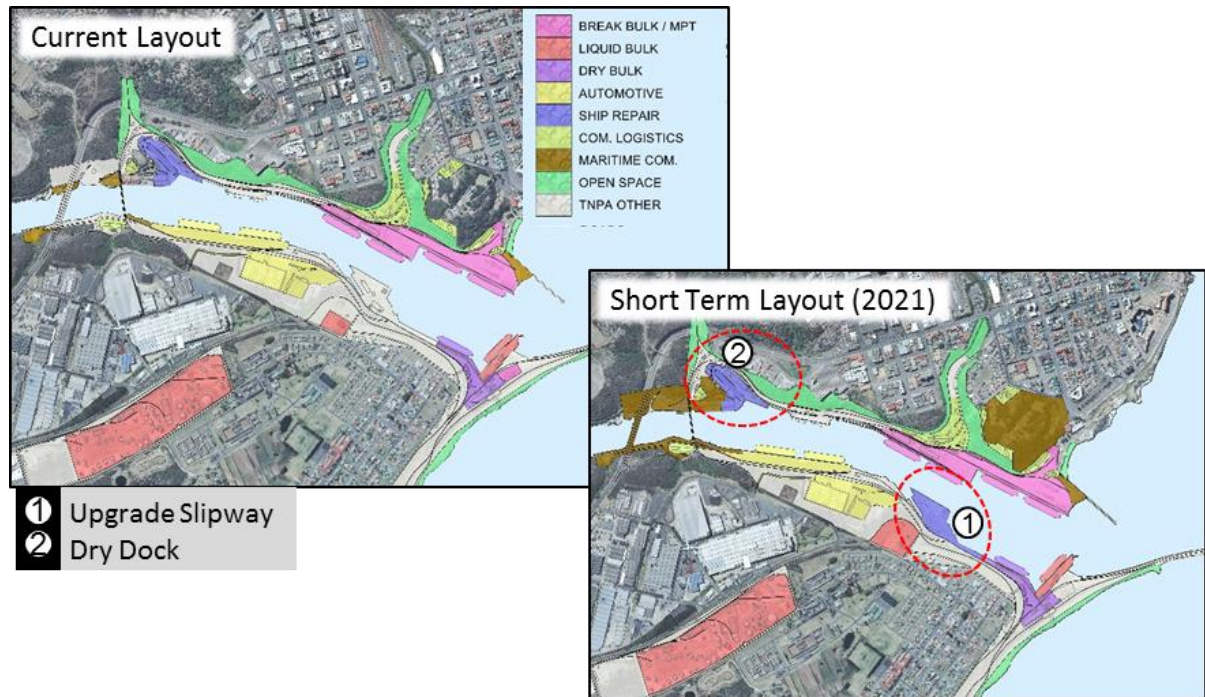 Current Layout
BREAK BULK / MPT
LIQUID BULK
DRY BULK
AUTOMOTIVE
SHIP REPAIR
COM. LOGISTICS
MARITIME COM.
OPEN SPACE
TNPA OTHER
Short Term Layout (2021)
2
1
1 Upgrade Slipway
2 Dry Dock